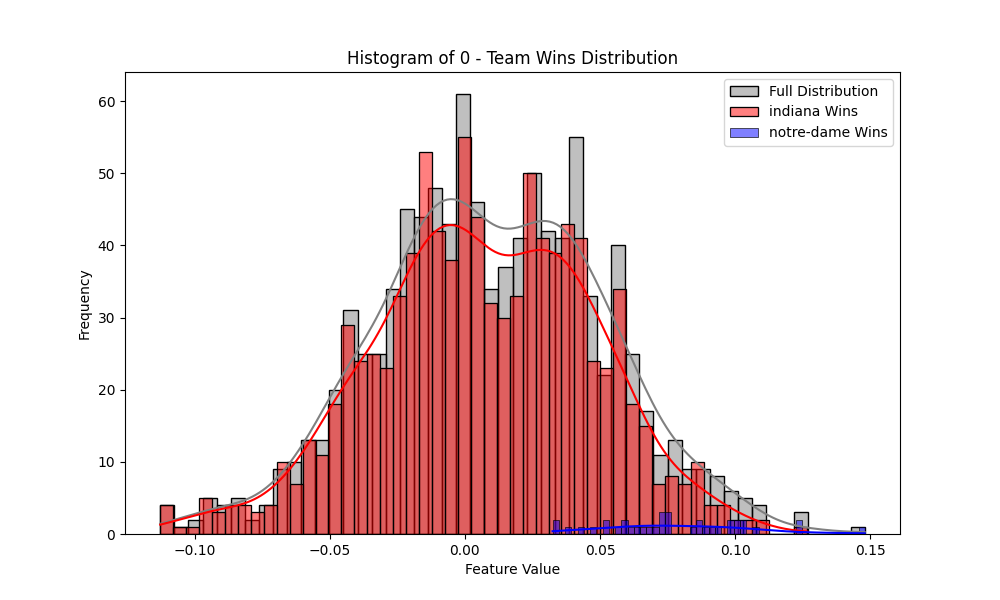 Histogram of 0 - Team Wins Distribution
Full Distribution
indiana Wins
notre-dame Wins
Frequency
60
50
40
30
20
10
0
−0.10 −0.05 0.00 0.05 0.10 0.15
Feature Value